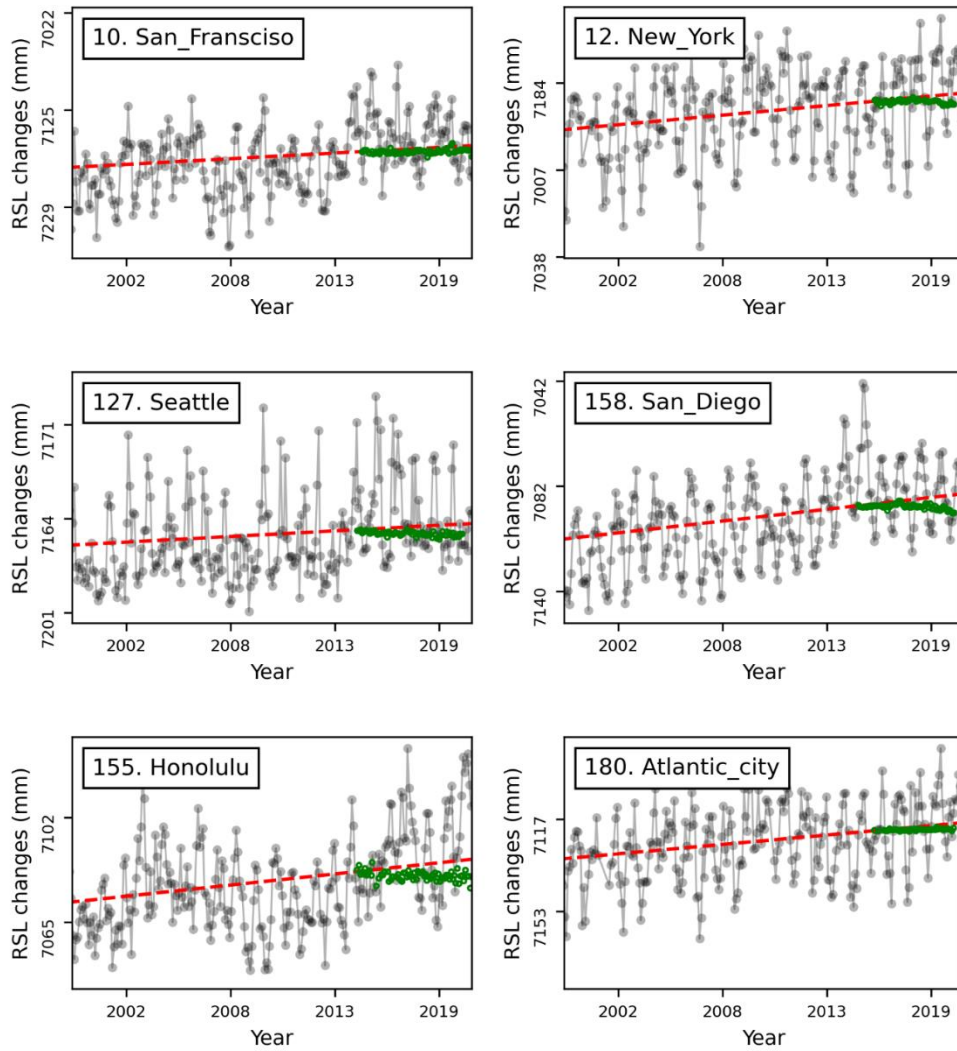 10. San_Fransciso
RSL changes (mm)
7022
7125
7229
2002
2008
2013
2019
Year
12. New_York
RSL changes (mm)
7184
7007
7038
2002
2008
2013
2019
Year
127. Seattle
RSL changes (mm)
7171
7164
7201
2002
2008
2013
2019
Year
158. San_Diego
RSL changes (mm)
7042
7082
7140
2002
2008
2013
2019
Year
155. Honolulu
RSL changes (mm)
7102
7065
2002
2008
2013
2019
Year
180. Atlantic_city
RSL changes (mm)
7117
7153
2002
2008
2013
2019
Year